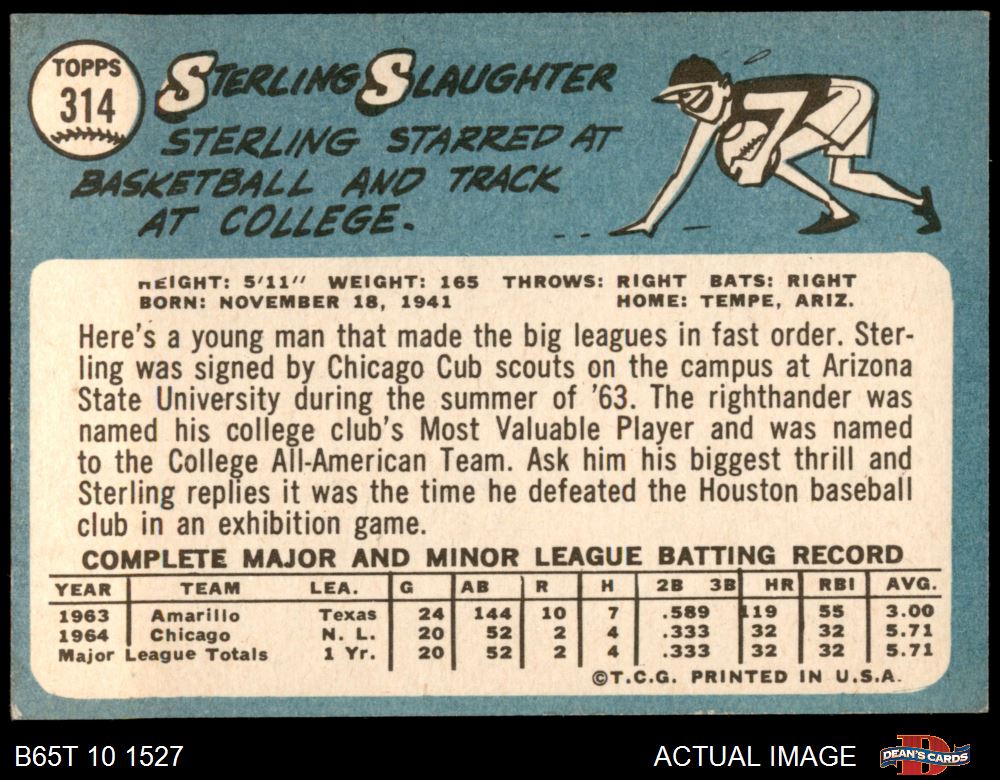 TOPPS
314
STERLING SLAUGHTER
STERLING STARRED AT
BASKETBALL AND TRACK
AT COLLEGE.
7
HEIGHT: 5'11" WEIGHT: 165 THROWS: RIGHT BATS: RIGHT
BORN: NOVEMBER 18, 1941 HOME: TEMPE, ARIZ.
Here's a young man that made the big leagues in fast order. Ster-
ling was signed by Chicago Cub scouts on the campus at Arizona
State University during the summer of '63. The righthander was
named his college club's Most Valuable Player and was named
to the College All-American Team. Ask him his biggest thrill and
Sterling replies it was the time he defeated the Houston baseball
club in an exhibition game.
COMPLETE MAJOR AND MINOR LEAGUE BATTING RECORD
YEAR TEAM LEA. G AB R H 2B 3B HR RBI AVG.
1963 Amarillo Texas 24 144 10 7 .589 119 55 3.00
1964 Chicago N. L. 20 52 2 4 .333 32 32 5.71
Major League Totals 1 Yr. 20 52 2 4 .333 32 32 5.71
©T.C.G. PRINTED IN U.S.A.
B65T 10 1527 ACTUAL IMAGE DEAN'S CARDS